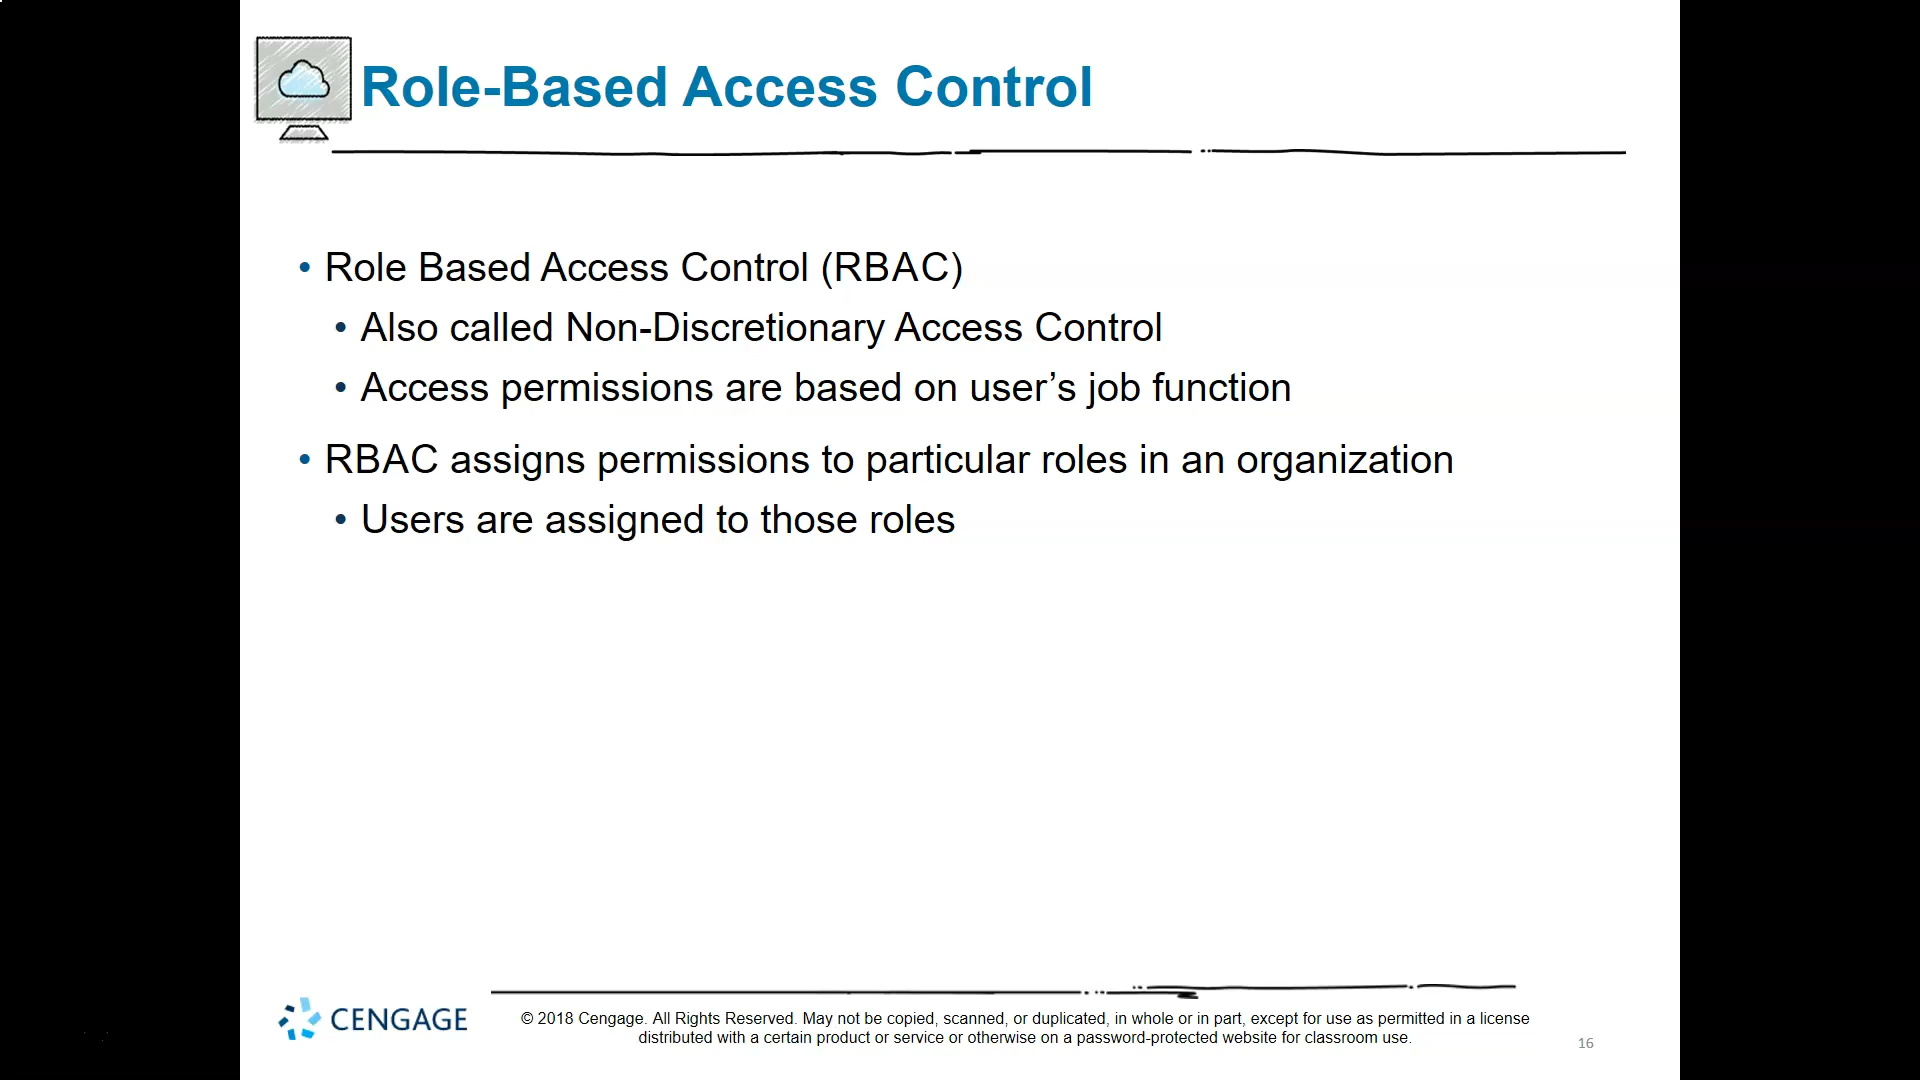 Role-Based Access Control
• Role Based Access Control (RBAC)
• Also called Non-Discretionary Access Control
• Access permissions are based on user’s job function
• RBAC assigns permissions to particular roles in an organization
• Users are assigned to those roles
CENGAGE
© 2018 Cengage. All Rights Reserved. May not be copied, scanned, or duplicated, in whole or in part, except for use as permitted in a license
distributed with a certain product or service or otherwise on a password-protected website for classroom use.
16